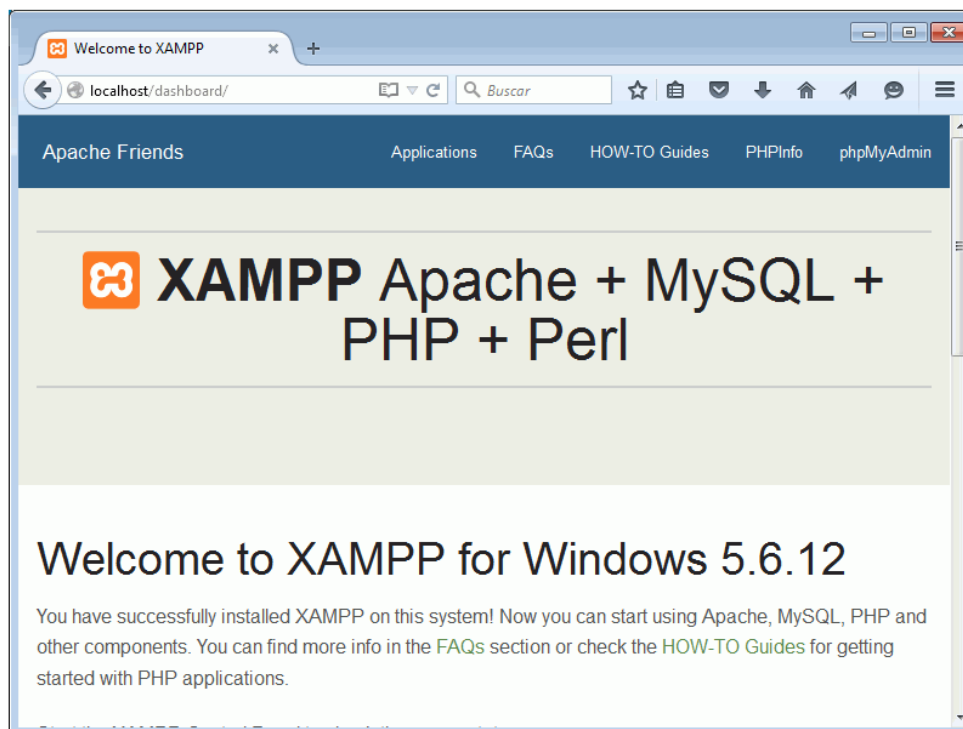 Welcome to XAMPP
localhost/dashboard/
Buscar
Apache Friends
Applications FAQs HOW-TO Guides PHPInfo phpMyAdmin
XAMPP Apache + MySQL +
PHP + Perl
Welcome to XAMPP for Windows 5.6.12
You have successfully installed XAMPP on this system! Now you can start using Apache, MySQL, PHP and
other components. You can find more info in the FAQs section or check the HOW-TO Guides for getting
started with PHP applications.